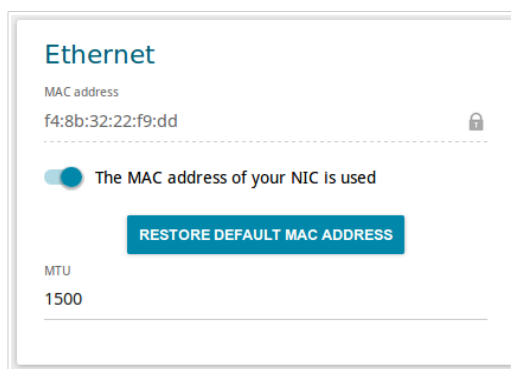 Ethernet
MAC address
f4:8b:32:22:f9:dd
The MAC address of your NIC is used
RESTORE DEFAULT MAC ADDRESS
MTU
1500